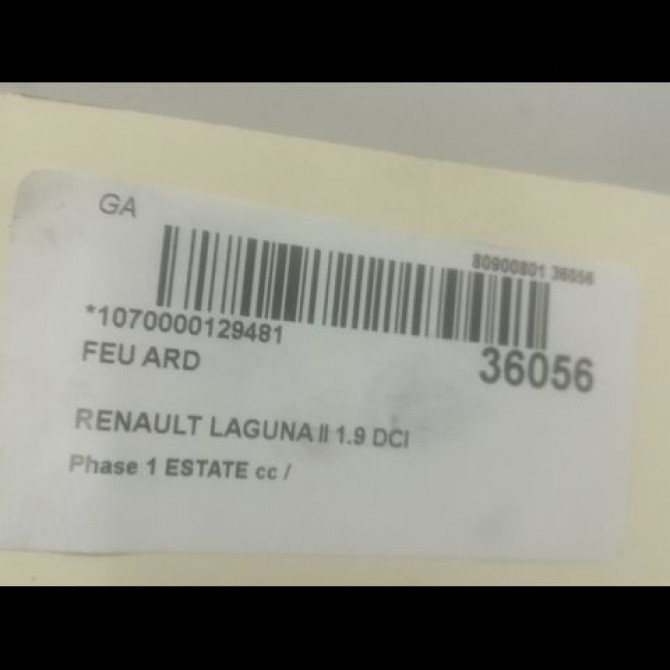 GA
80900801 36056
*1070000129481
FEU ARD
36056
RENAULT LAGUNA II 1.9 DCI
Phase 1 ESTATE cc /